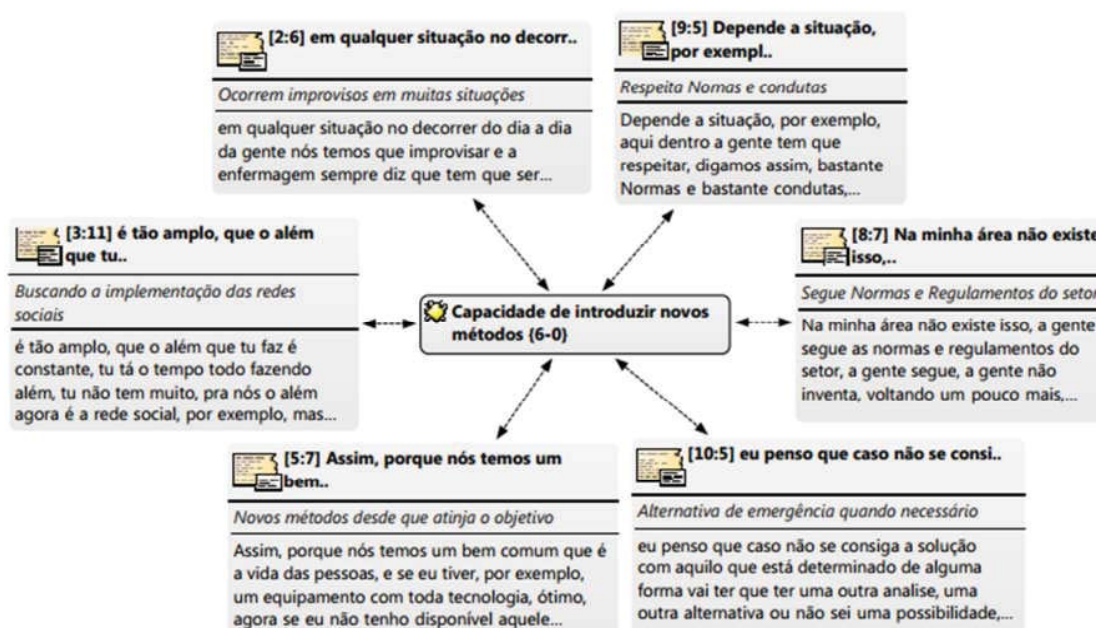 [2:6] em qualquer situação no decorr..
Ocorrem improvisos em muitas situações
em qualquer situação no decorrer do dia a dia
da gente nós temos que improvisar e a
enfermagem sempre diz que tem que ser...
[9:5] Depende a situação,
por exempl..
Respeita Nomas e condutas
Depende a situação, por exemplo,
aqui dentro a gente tem que
respeitar, digamos assim, bastante
Normas e bastante condutas,...
[3:11] é tão amplo, que o além
que tu..
Buscando a implementação das redes
sociais
é tão amplo, que o além que tu faz é
constante, tu tá o tempo todo fazendo
além, tu não tem muito, pra nós o além
agora é a rede social, por exemplo, mas...
Capacidade de introduzir novos
métodos {6-0}
[8:7] Na minha área não existe
isso,..
Segue Normas e Regulamentos do setor
Na minha área não existe isso, a gente
segue as normas e regulamentos do
setor, a gente segue, a gente não
inventa, voltando um pouco mais,...
[5:7] Assim, porque nós temos um
bem..
Novos métodos desde que atinja o objetivo
Assim, porque nós temos um bem comum que é
a vida das pessoas, e se eu tiver, por exemplo,
um equipamento com toda tecnologia, ótimo,
agora se eu não tenho disponível aquele...
[10:5] eu penso que caso não se consi..
Alternativa de emergência quando necessário
eu penso que caso não se consiga a solução
com aquilo que está determinado de alguma
forma vai ter que ter uma outra analise, uma
outra alternativa ou não sei uma possibilidade,...